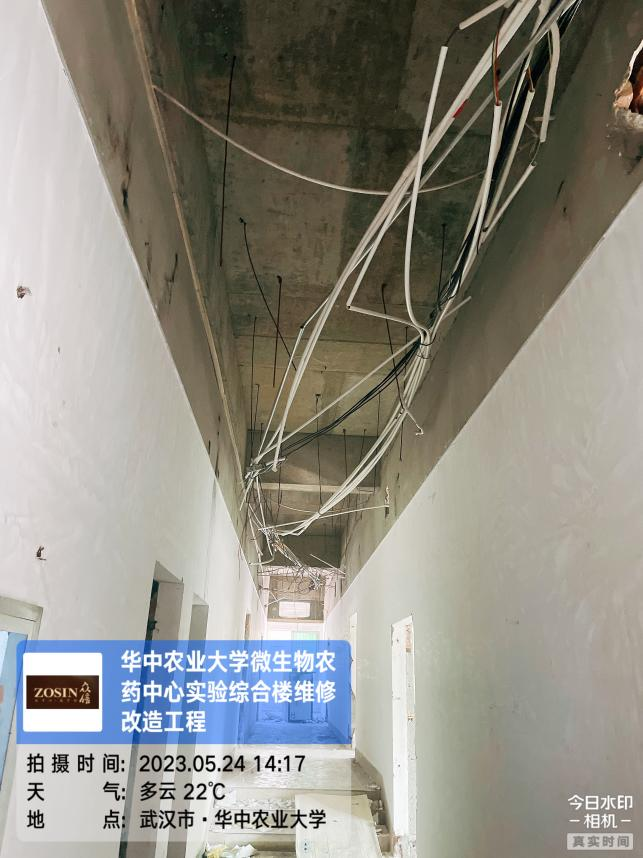 华中农业大学微生物农
药中心实验综合楼维修
改造工程
ZOSIN 众信
拍摄时间: 2023.05.24 14:17
天 气: 多云 22℃
地 点: 武汉市·华中农业大学
今日水印
-相机-
真实时间